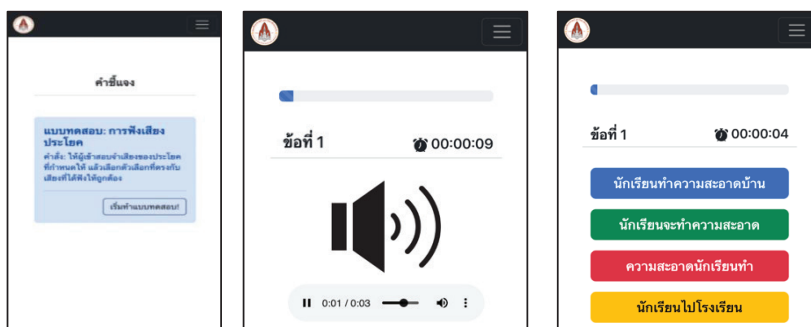 คำชี้แจง
แบบทดสอบ: การฟังเสียง
ประโยค
คำสั่ง: ให้ผู้เข้าสอบจำเสียงของประโยค
ที่กำหนดให้ แล้วเลือกตัวเลือกที่ตรงกับ
เสียงที่ได้ฟังให้ถูกต้อง
เริ่มทำแบบทดสอบ!
ข้อที่ 1
00:00:09
0:01 / 0:03
ข้อที่ 1
00:00:04
นักเรียนทำความสะอาดบ้าน
นักเรียนจะทำความสะอาด
ความสะอาดนักเรียนทำ
นักเรียนไปโรงเรียน